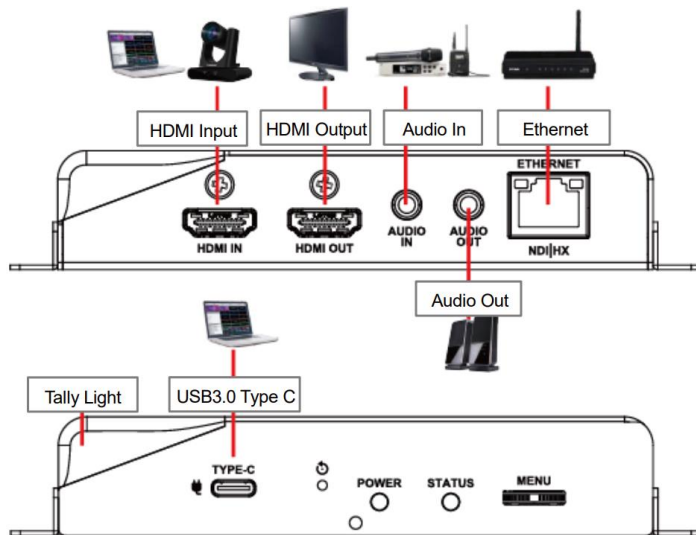 HDMI Input
HDMI Output
Audio In
Ethernet
ETHERNET
HDMI IN
HDMI OUT
AUDIO
IN
AUDIO
OUT
NDI|HX
Audio Out
Tally Light
USB3.0 Type C
TYPE-C
POWER
STATUS
MENU